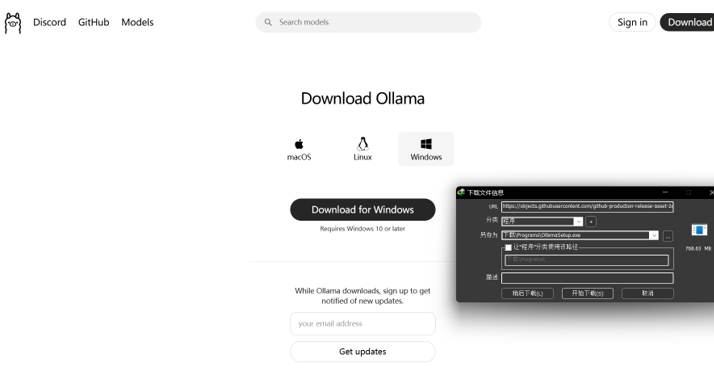 Discord GitHub Models
Search models
Sign in Download
Download Ollama
macOS Linux Windows
Download for Windows
Requires Windows 10 or later
While Ollama downloads, sign up to get
notified of new updates.
your email address
Get updates
下载文件信息
URL https://objects.githubusercontent.com/github-production-release-asset-2e
分类 程序
另存为 下载\Programs\OllamaSetup.exe
...
让"程序"分类使用该路径
下载\Programs\
描述
708.63 MB
稍后下载(L) 开始下载(S) 取消